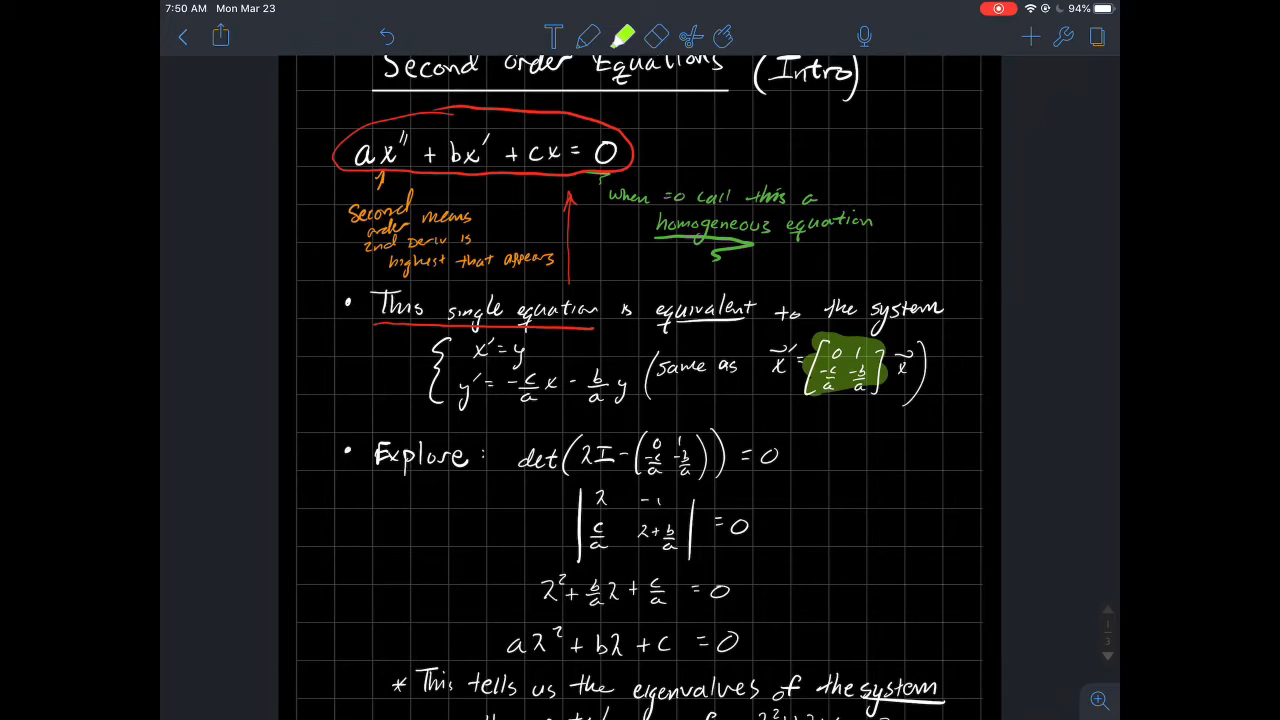 7:50 AM Mon Mar 23
94%
Second order Equations (Intro)
ax'' + bx' + cx = 0
when =0 call this a
homogeneous equation
Second
order means
2nd Deriv is
highest that appears
• This single equation is equivalent to the system
x' = y
y' = -c/a x - b/a y (same as x⃗' = [0 1; -c/a -b/a] x⃗)
• Explore: det(λI - (0 1; -c/a -b/a)) = 0
|λ -1; c/a λ+b/a| = 0
λ² + b/a λ + c/a = 0
aλ² + bλ + c = 0
* This tells us the eigenvalues of the system
1/3